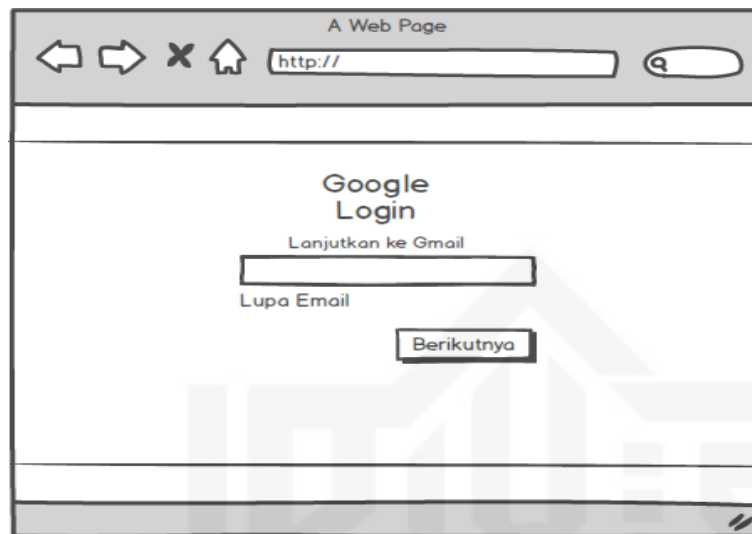 A Web Page
http://
Google
Login
Lanjutkan ke Gmail
Lupa Email
Berikutnya